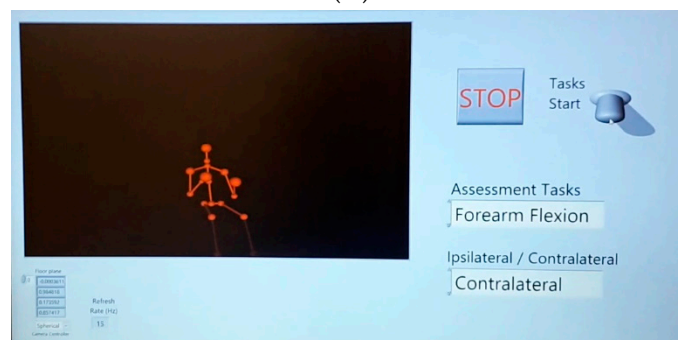 STOP
Tasks
Start
Assessment Tasks
Forearm Flexion
Ipsilateral / Contralateral
Contralateral
Floor plane
Refresh
Rate (Hz)
15
Spherical
Camera Controller